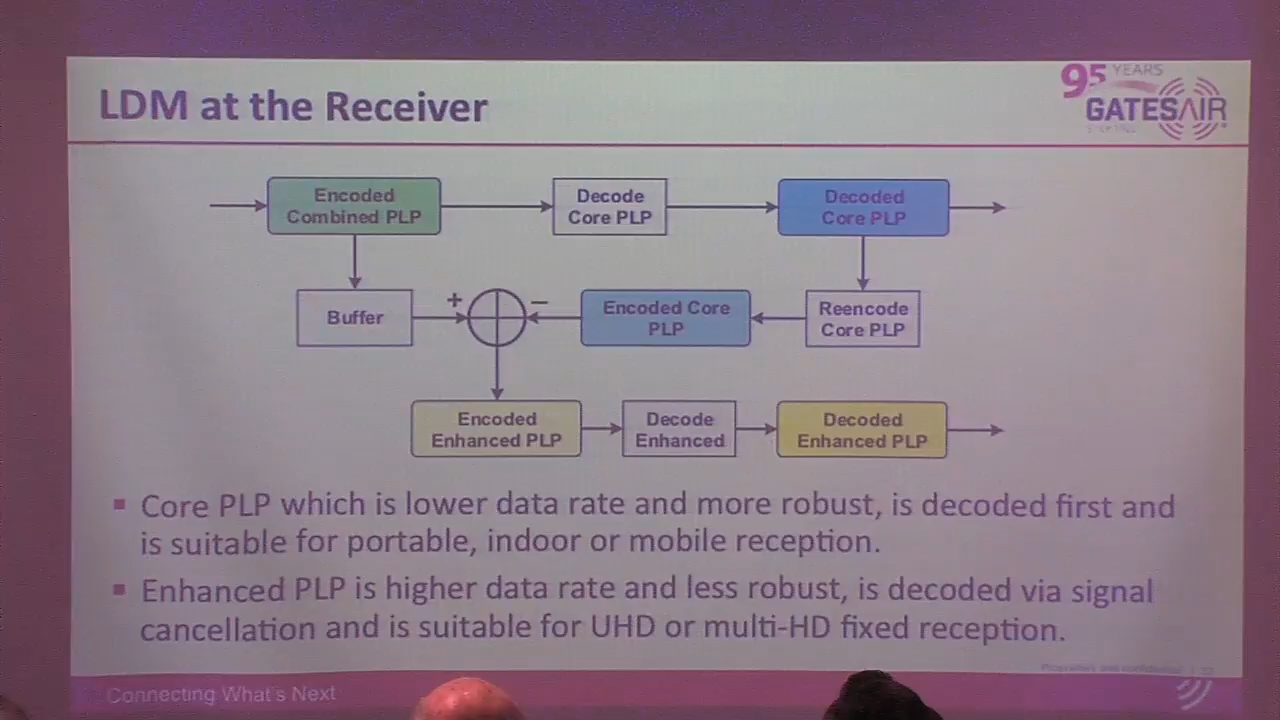 LDM at the Receiver
95 YEARS
GATESAIR
Encoded
Combined PLP
Decode
Core PLP
Decoded
Core PLP
Buffer
+
−
Encoded Core
PLP
Reencode
Core PLP
Encoded
Enhanced PLP
Decode
Enhanced
Decoded
Enhanced PLP
▪ Core PLP which is lower data rate and more robust, is decoded first and
is suitable for portable, indoor or mobile reception.
▪ Enhanced PLP is higher data rate and less robust, is decoded via signal
cancellation and is suitable for UHD or multi-HD fixed reception.
Proprietary and confidential
Connecting What's Next